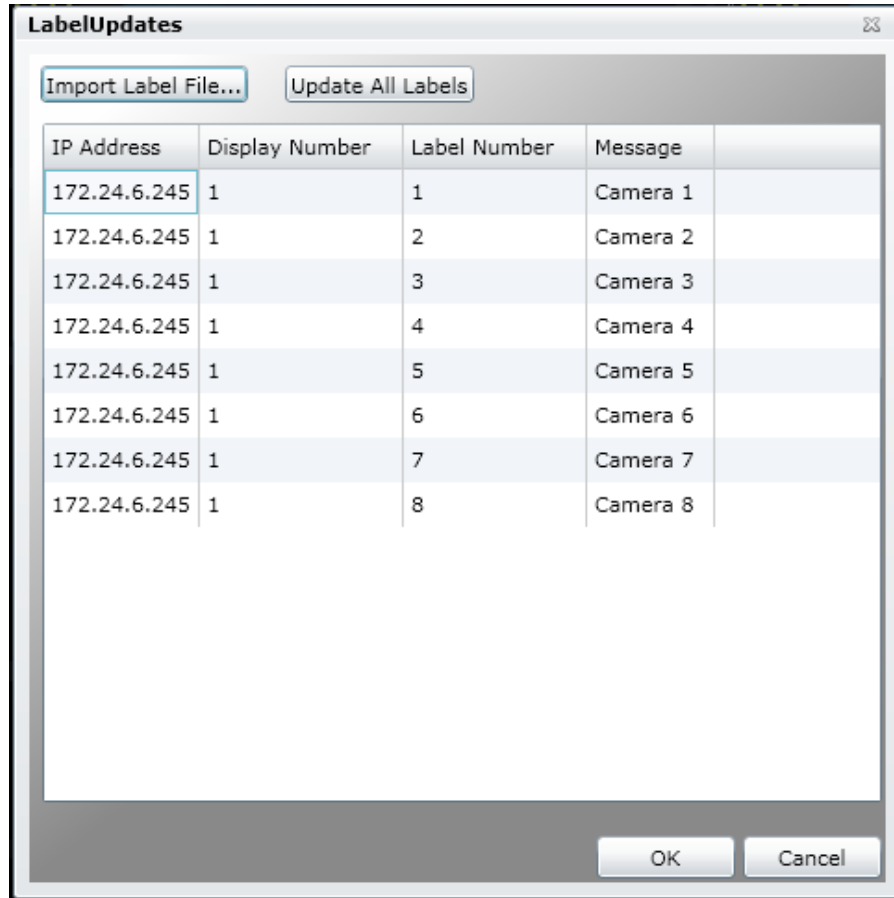 LabelUpdates
Import Label File... Update All Labels
IP Address Display Number Label Number Message
172.24.6.245 1 1 Camera 1
172.24.6.245 1 2 Camera 2
172.24.6.245 1 3 Camera 3
172.24.6.245 1 4 Camera 4
172.24.6.245 1 5 Camera 5
172.24.6.245 1 6 Camera 6
172.24.6.245 1 7 Camera 7
172.24.6.245 1 8 Camera 8
OK Cancel